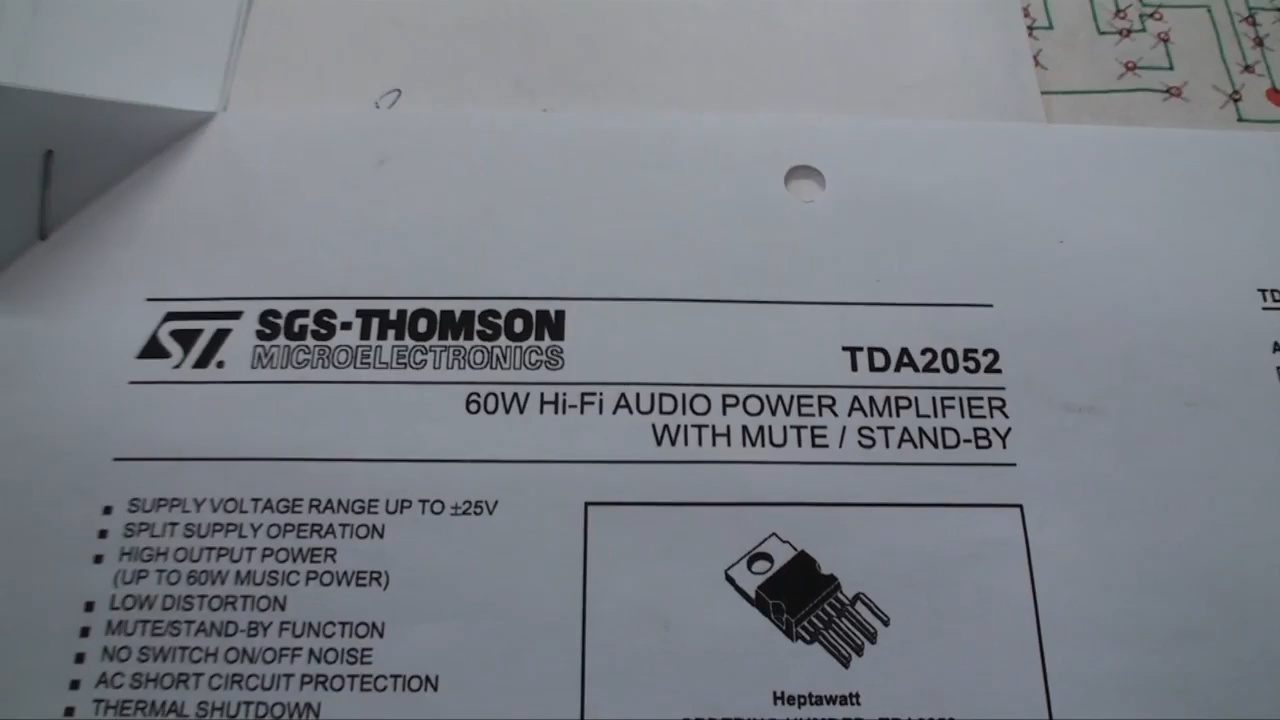 SGS-THOMSON
MICROELECTRONICS
TDA2052
60W Hi-Fi AUDIO POWER AMPLIFIER
WITH MUTE / STAND-BY
▪ SUPPLY VOLTAGE RANGE UP TO ±25V
▪ SPLIT SUPPLY OPERATION
▪ HIGH OUTPUT POWER
(UP TO 60W MUSIC POWER)
▪ LOW DISTORTION
▪ MUTE/STAND-BY FUNCTION
▪ NO SWITCH ON/OFF NOISE
▪ AC SHORT CIRCUIT PROTECTION
▪ THERMAL SHUTDOWN
Heptawatt